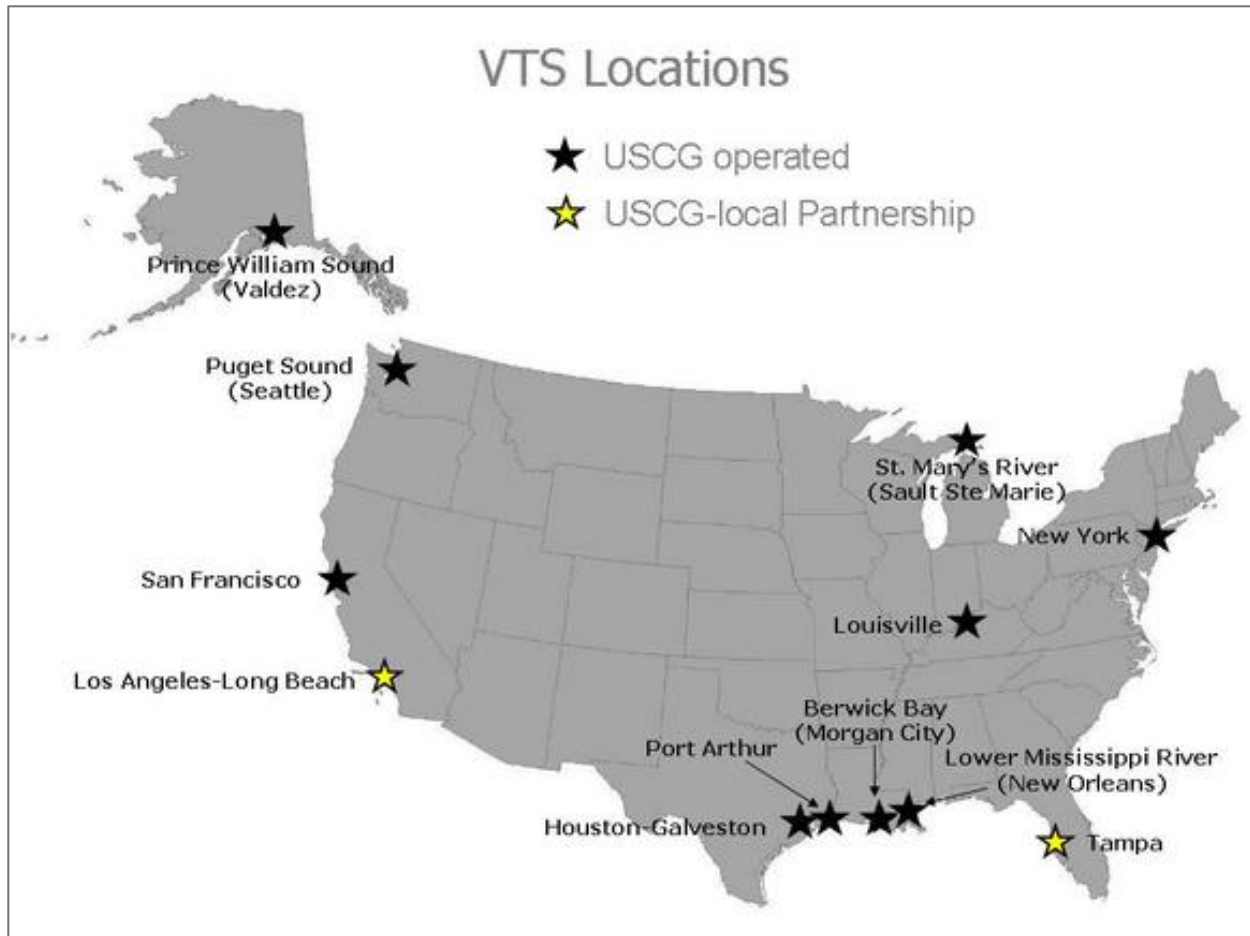 VTS Locations
USCG operated
USCG-local Partnership
Prince William Sound
(Valdez)
Puget Sound
(Seattle)
St. Mary's River
(Sault Ste Marie)
New York
San Francisco
Louisville
Los Angeles-Long Beach
Berwick Bay
(Morgan City)
Port Arthur
Lower Mississippi River
(New Orleans)
Houston-Galveston
Tampa